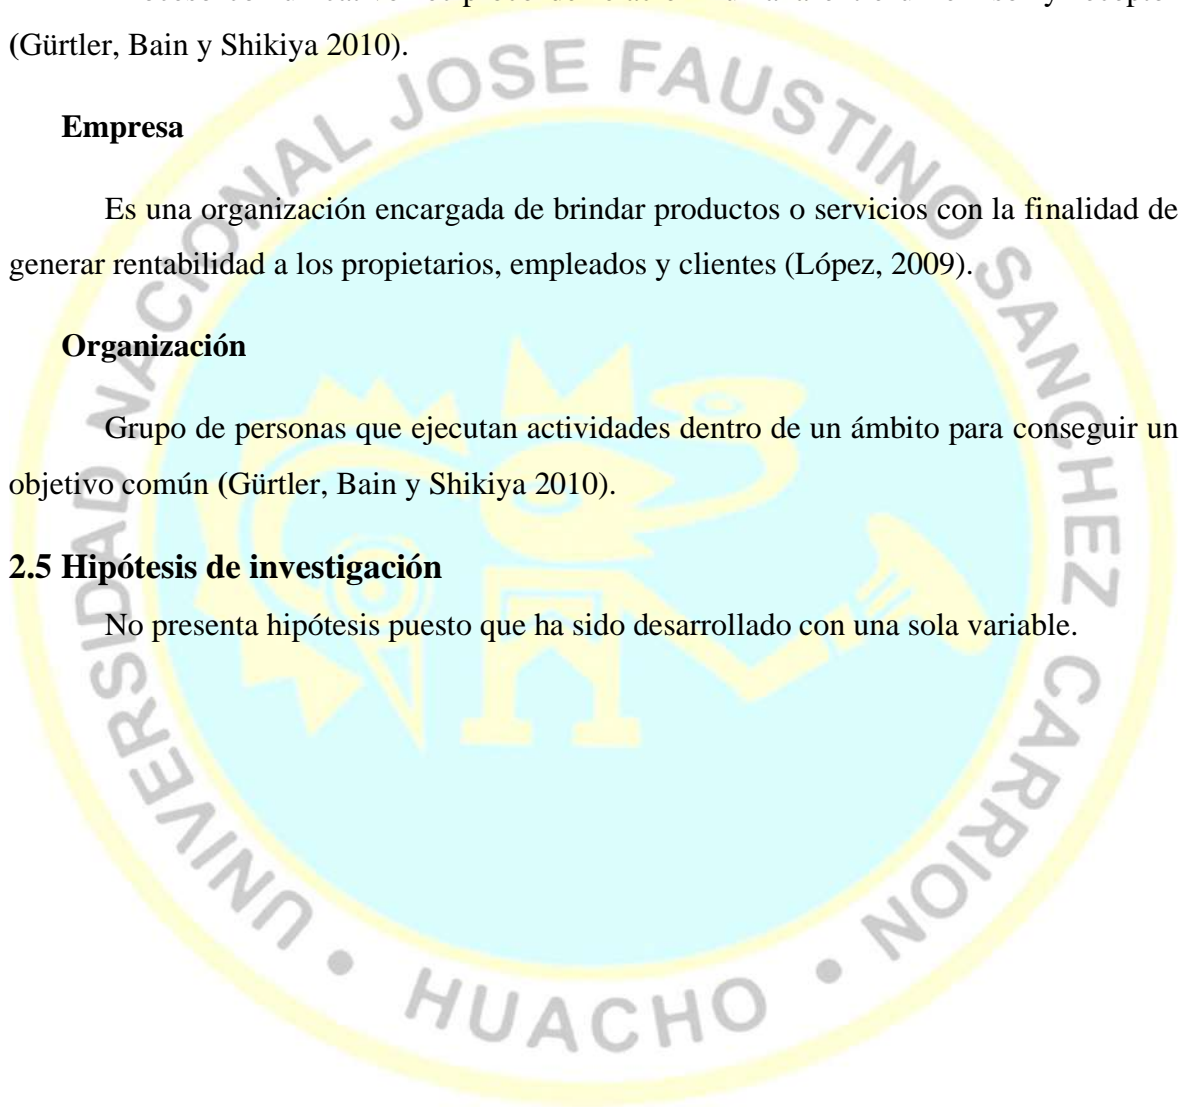 (Gürtler, Bain y Shikiya 2010).
Empresa
Es una organización encargada de brindar productos o servicios con la finalidad de
generar rentabilidad a los propietarios, empleados y clientes (López, 2009).
Organización
Grupo de personas que ejecutan actividades dentro de un ámbito para conseguir un
objetivo común (Gürtler, Bain y Shikiya 2010).
2.5 Hipótesis de investigación
No presenta hipótesis puesto que ha sido desarrollado con una sola variable.
UNIVERSIDAD NACIONAL JOSE FAUSTINO SANCHEZ CARRION • HUACHO •